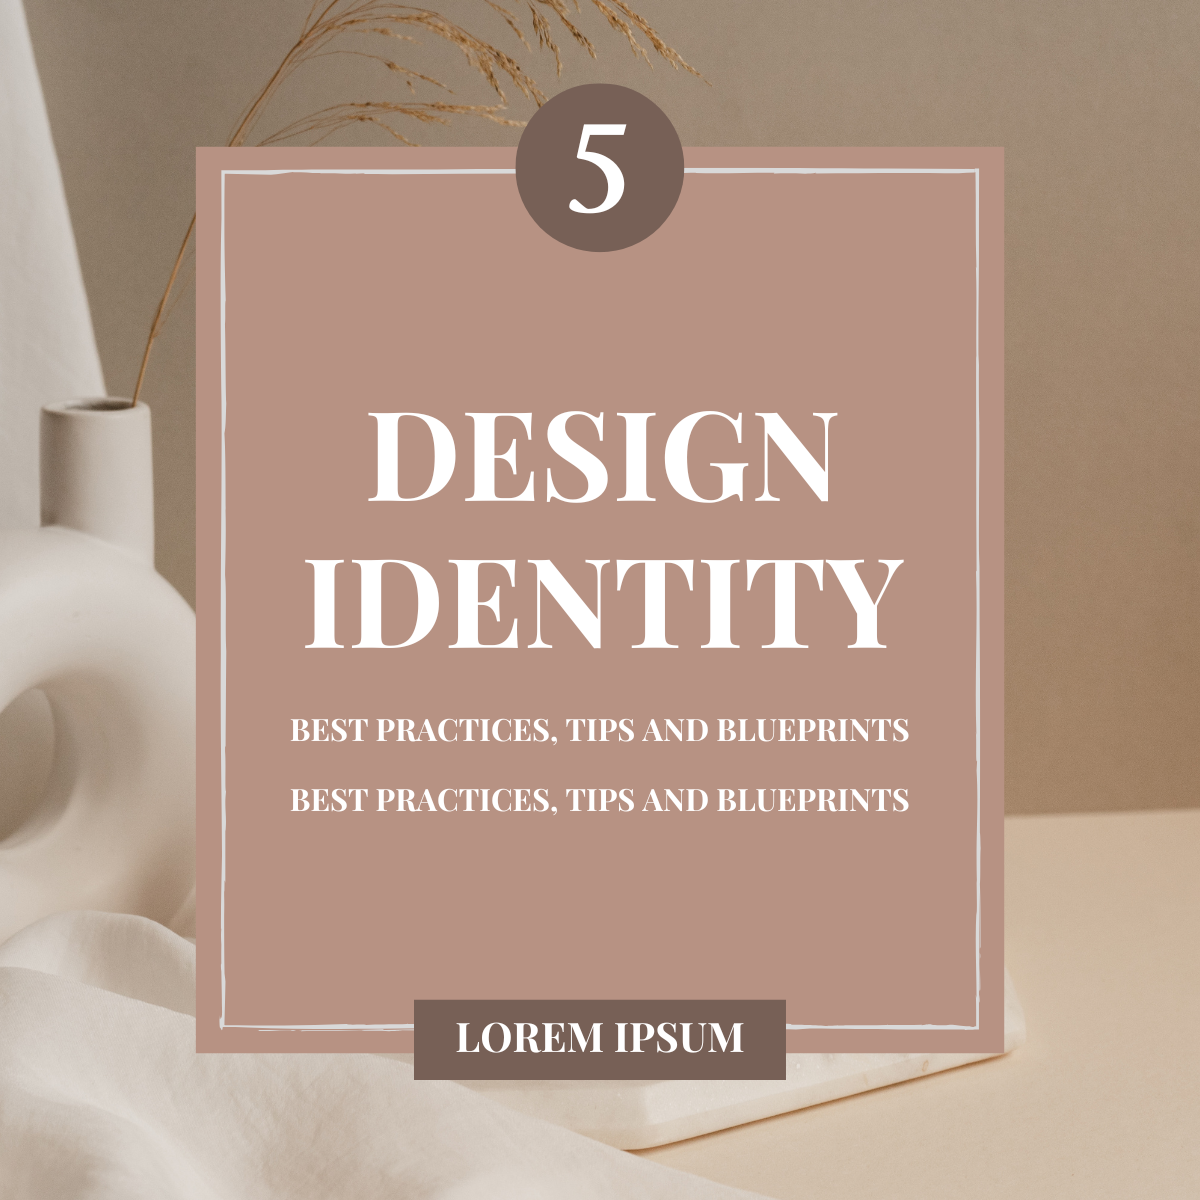 5
DESIGN
IDENTITY
BEST PRACTICES, TIPS AND BLUEPRINTS
BEST PRACTICES, TIPS AND BLUEPRINTS
LOREM IPSUM